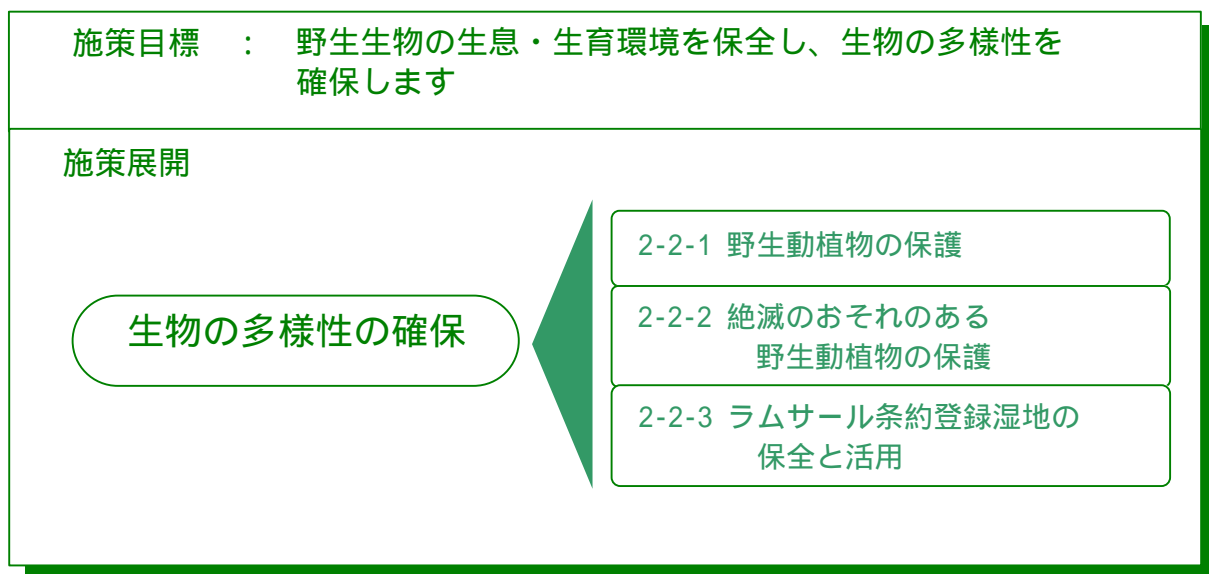 施策目標 ： 野生生物の生息・生育環境を保全し、生物の多様性を
確保します
施策展開
生物の多様性の確保
2-2-1 野生動植物の保護
2-2-2 絶滅のおそれのある
野生動植物の保護
2-2-3 ラムサール条約登録湿地の
保全と活用